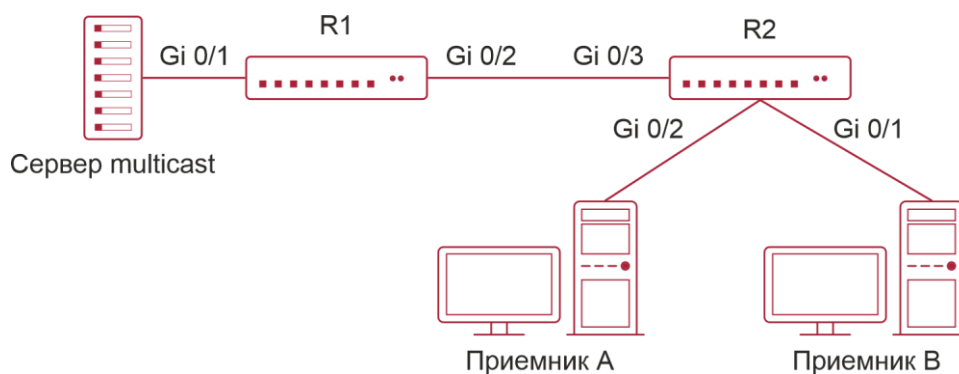 R1
R2
Gi 0/1
Gi 0/2
Gi 0/3
Gi 0/2
Gi 0/1
Сервер multicast
Приемник A
Приемник B